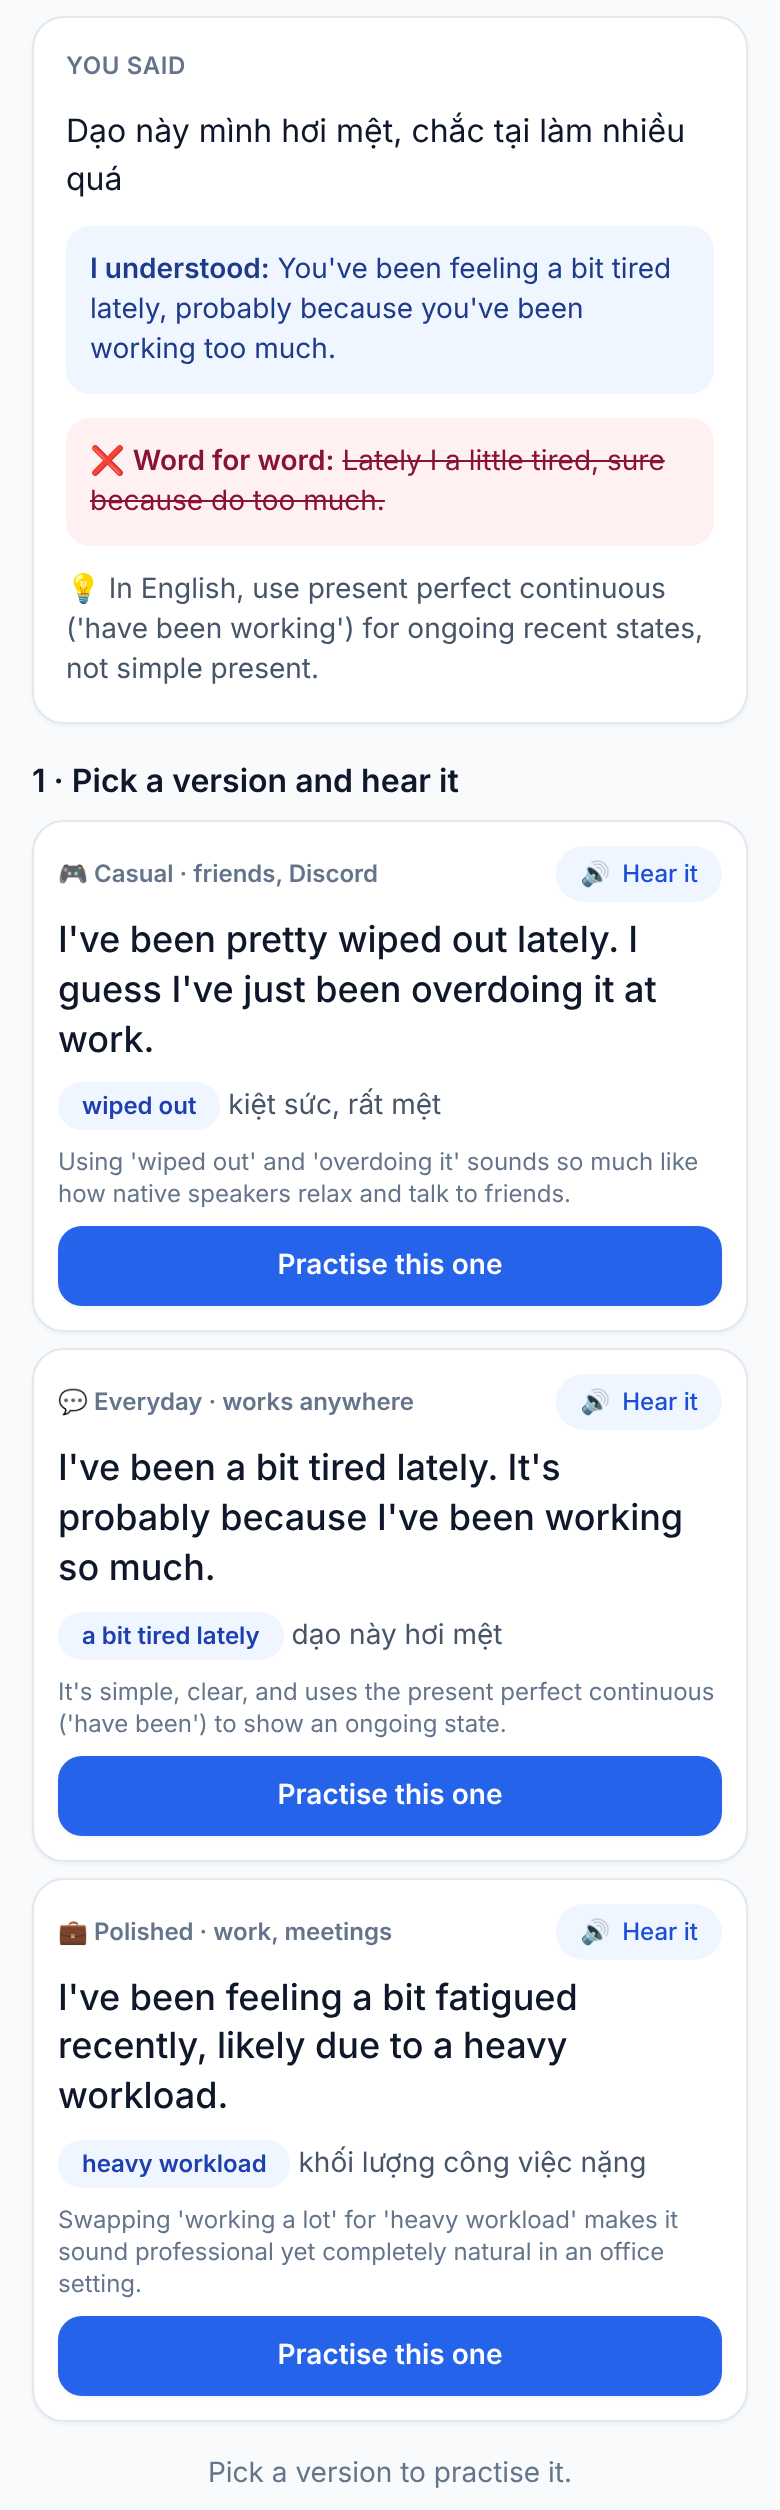 YOU SAID
Dạo này mình hơi mệt, chắc tại làm nhiều
quá
I understood: You've been feeling a bit tired
lately, probably because you've been
working too much.
❌ Word for word: Lately I a little tired, sure
because do too much.
💡 In English, use present perfect continuous
('have been working') for ongoing recent states,
not simple present.
1 · Pick a version and hear it
🎮 Casual · friends, Discord
🔊 Hear it
I've been pretty wiped out lately. I
guess I've just been overdoing it at
work.
wiped out kiệt sức, rất mệt
Using 'wiped out' and 'overdoing it' sounds so much like
how native speakers relax and talk to friends.
Practise this one
💬 Everyday · works anywhere
🔊 Hear it
I've been a bit tired lately. It's
probably because I've been working
so much.
a bit tired lately dạo này hơi mệt
It's simple, clear, and uses the present perfect continuous
('have been') to show an ongoing state.
Practise this one
💼 Polished · work, meetings
🔊 Hear it
I've been feeling a bit fatigued
recently, likely due to a heavy
workload.
heavy workload khối lượng công việc nặng
Swapping 'working a lot' for 'heavy workload' makes it
sound professional yet completely natural in an office
setting.
Practise this one
Pick a version to practise it.